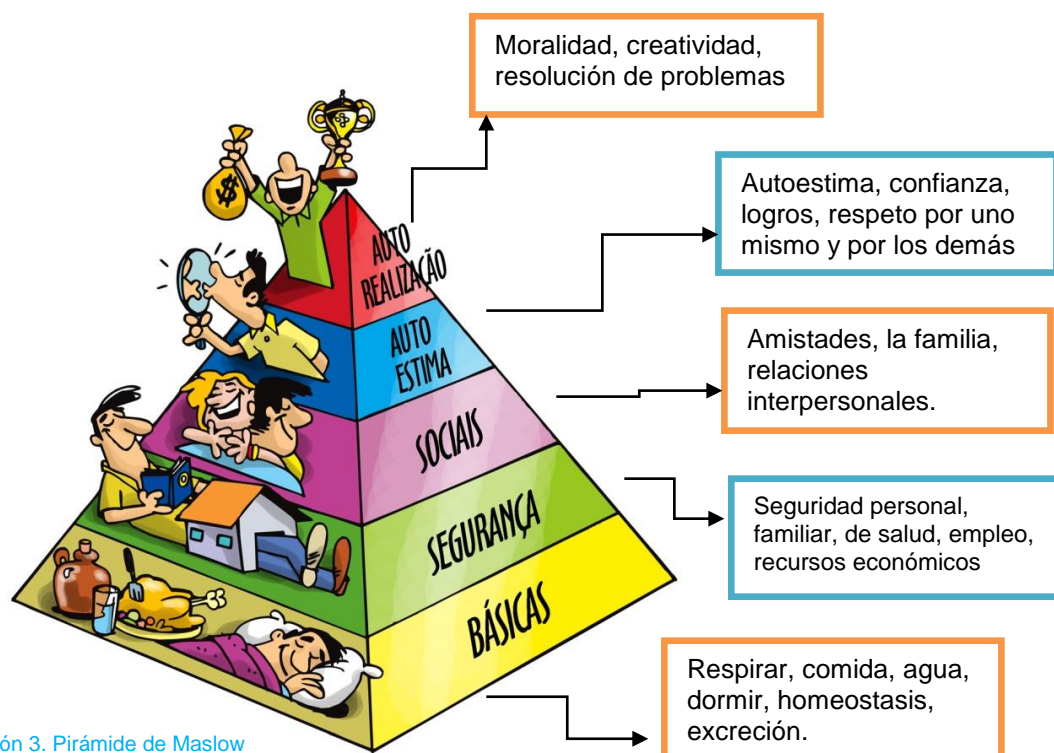 Moralidad, creatividad,
resolución de problemas
Autoestima, confianza,
logros, respeto por uno
mismo y por los demás
Amistades, la familia,
relaciones
interpersonales.
Seguridad personal,
familiar, de salud, empleo,
recursos económicos
Respirar, comida, agua,
dormir, homeostasis,
excreción.
$
AUTO
REALIZAÇÃO
AUTO
ESTIMA
SOCIAIS
SEGURANÇA
BÁSICAS
ón 3. Pirámide de Maslow